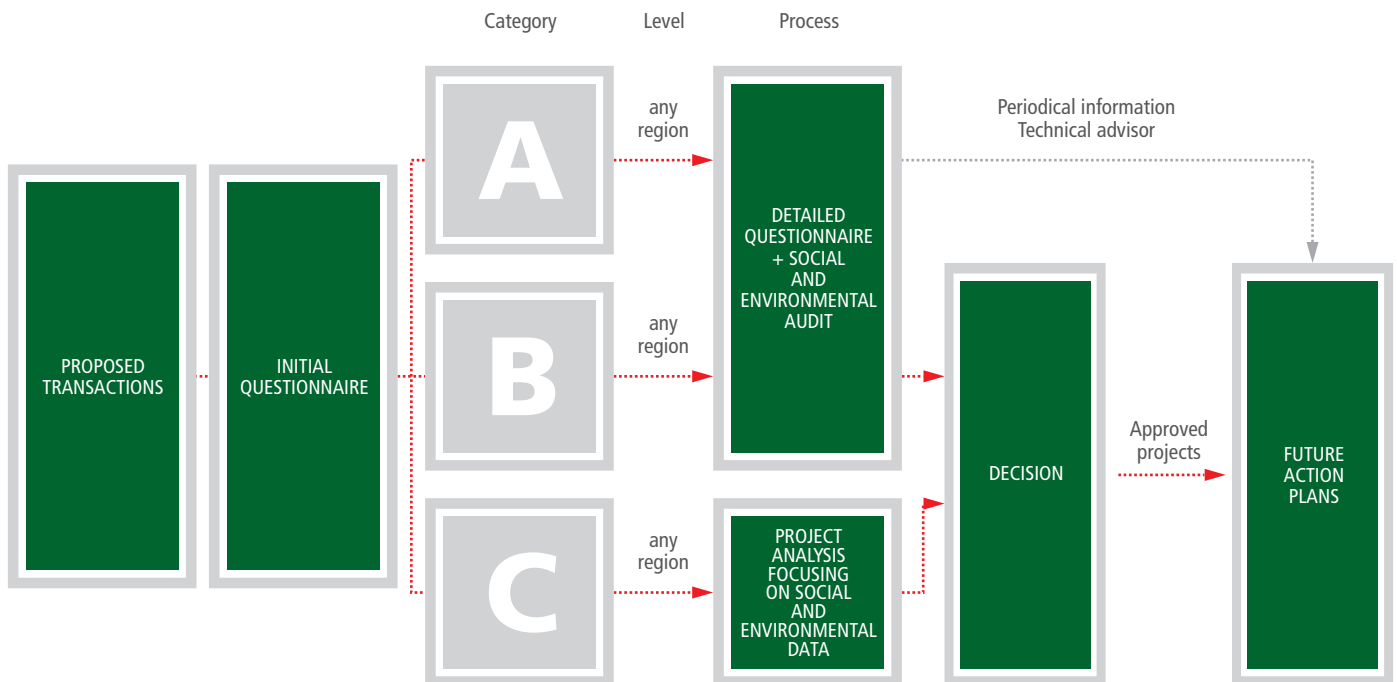 Category
Level
Process
PROPOSED
TRANSACTIONS
INITIAL
QUESTIONNAIRE
A
any
region
B
any
region
C
any
region
DETAILED
QUESTIONNAIRE
+ SOCIAL
AND
ENVIRONMENTAL
AUDIT
PROJECT
ANALYSIS
FOCUSING
ON SOCIAL
AND
ENVIRONMENTAL
DATA
Periodical information
Technical advisor
DECISION
Approved
projects
FUTURE
ACTION
PLANS